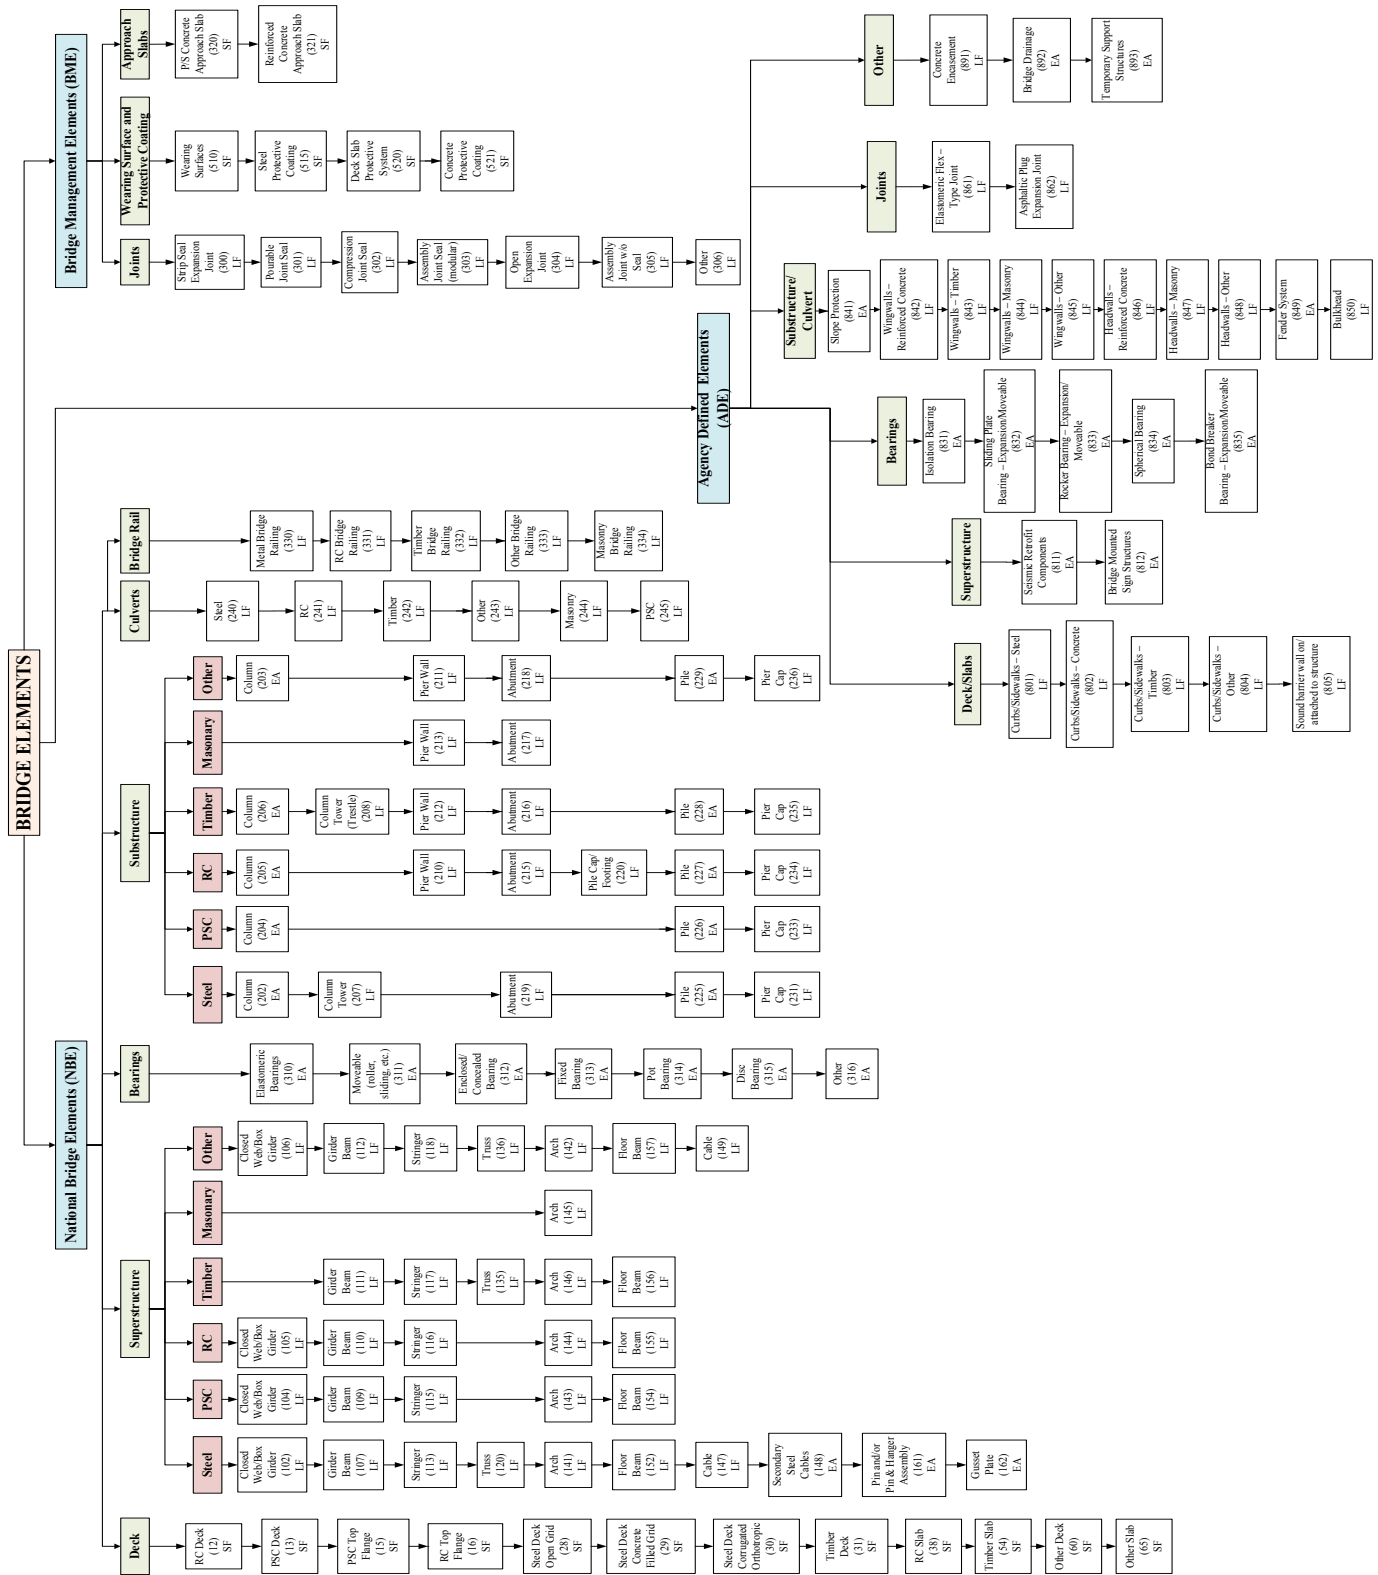 BRIDGE ELEMENTS
National Bridge Elements (NBE)
Deck
RC Deck
(12)
SF
PSC Deck
(13)
SF
PSC Top
Flange
(15)
SF
RC Top
Flange
(16)
SF
Steel Deck
Open Grid
(28)
SF
Steel Deck
Concrete
Filled Grid
(29)
SF
Steel Deck
Corrugated
Orthotropic
(30)
SF
Timber
Deck
(31)
SF
RC Slab
(38)
SF
Timber Slab
(54)
SF
Other Deck
(60)
SF
Other Slab
(65)
SF
Superstructure
Steel
Closed
Web/Box
Girder
(102)
LF
Girder
Beam
(107)
LF
Stringer
(113)
LF
Truss
(120)
LF
Arch
(141)
LF
Floor
Beam
(152)
LF
Cable
(147)
LF
Secondary
Steel
Cables
(148)
EA
Pin and/or
Pin & Hanger
Assembly
(161)
EA
Gusset
Plate
(162)
EA
PSC
Closed
Web/Box
Girder
(104)
LF
Girder
Beam
(109)
LF
Stringer
(115)
LF
Arch
(143)
LF
Floor
Beam
(154)
LF
RC
Closed
Web/Box
Girder
(105)
LF
Girder
Beam
(110)
LF
Stringer
(116)
LF
Arch
(144)
LF
Floor
Beam
(155)
LF
Timber
Girder
Beam
(111)
LF
Stringer
(117)
LF
Truss
(135)
LF
Arch
(146)
LF
Floor
Beam
(156)
LF
Masonary
Arch
(145)
LF
Other
Closed
Web/Box
Girder
(106)
LF
Girder
Beam
(112)
LF
Stringer
(118)
LF
Truss
(136)
LF
Arch
(142)
LF
Floor
Beam
(157)
LF
Cable
(149)
LF
Bearings
Elastomeric
Bearings
(310)
EA
Moveable
(roller,
sliding, etc.)
(311)
EA
Enclosed/
Concealed
Bearing
(312)
EA
Fixed
Bearing
(313)
EA
Pot
Bearing
(314)
EA
Disc
Bearing
(315)
EA
Other
(316)
EA
Substructure
Steel
Column
(202)
EA
Column
Tower
(207)
LF
Abutment
(219)
LF
Pile
(225)
EA
Pier
Cap
(231)
LF
PSC
Column
(204)
EA
Pile
(226)
EA
Pier
Cap
(233)
LF
RC
Column
(205)
EA
Pier Wall
(210)
LF
Abutment
(215)
LF
Pile Cap/
Footing
(220)
LF
Pile
(227)
EA
Pier
Cap
(234)
LF
Timber
Column
(206)
EA
Column
Tower
(Trestle)
(208)
LF
Pier Wall
(212)
LF
Abutment
(216)
LF
Pile
(228)
EA
Pier
Cap
(235)
LF
Masonary
Pier Wall
(213)
LF
Abutment
(217)
LF
Other
Column
(203)
EA
Pier Wall
(211)
LF
Abutment
(218)
LF
Pile
(229)
EA
Pier
Cap
(236)
LF
Culverts
Steel
(240)
LF
RC
(241)
LF
Timber
(242)
LF
Other
(243)
LF
Masonry
(244)
LF
PSC
(245)
LF
Bridge Rail
Metal Bridge
Railing
(330)
LF
RC Bridge
Railing
(331)
LF
Timber
Bridge
Railing
(332)
LF
Other Bridge
Railing
(333)
LF
Masonry
Bridge
Railing
(334)
LF
Bridge Management Elements (BME)
Joints
Strip Seal
Expansion
Joint
(300)
LF
Pourable
Joint Seal
(301)
LF
Compression
Joint Seal
(302)
LF
Assembly
Joint Seal
(modular)
(303)
LF
Open
Expansion
Joint
(304)
LF
Assembly
Joint w/o
Seal
(305)
LF
Other
(306)
LF
Wearing Surface and
Protective Coating
Wearing
Surfaces
(510)
SF
Steel
Protective
Coating
(515)
SF
Deck Slab
Protective
System
(520)
SF
Concrete
Protective
Coating
(521)
SF
Approach
Slabs
P/S Concrete
Approach Slab
(320)
SF
Reinforced
Concrete
Approach Slab
(321)
SF
Agency Defined Elements
(ADE)
Deck/Slabs
Curbs/Sidewalks – Steel
(801)
LF
Curbs/Sidewalks – Concrete
(802)
LF
Curbs/Sidewalks –
Timber
(803)
LF
Curbs/Sidewalks –
Other
(804)
LF
Sound barrier wall on/
attached to structure
(805)
LF
Superstructure
Seismic Retrofit
Components
(811)
EA
Bridge Mounted
Sign Structures
(812)
EA
Bearings
Isolation Bearing
(831)
EA
Sliding Plate
Bearing – Expansion/Moveable
(832)
EA
Rocker Bearing – Expansion/
Moveable
(833)
EA
Spherical Bearing
(834)
EA
Bond Breaker
Bearing – Expansion/Moveable
(835)
EA
Substructure/
Culvert
Slope Protection
(841)
EA
Wingwalls –
Reinforced Concrete
(842)
LF
Wingwalls – Timber
(843)
LF
Wingwalls – Masonry
(844)
LF
Wingwalls – Other
(845)
LF
Headwalls –
Reinforced Concrete
(846)
LF
Headwalls – Masonry
(847)
LF
Headwalls – Other
(848)
LF
Fender System
(849)
EA
Bulkhead
(850)
LF
Joints
Elastomeric Flex –
Type Joint
(861)
LF
Asphaltic Plug
Expansion Joint
(862)
LF
Other
Concrete
Encasement
(891)
LF
Bridge Drainage
(892)
EA
Temporary Support
Structures
(893)
EA